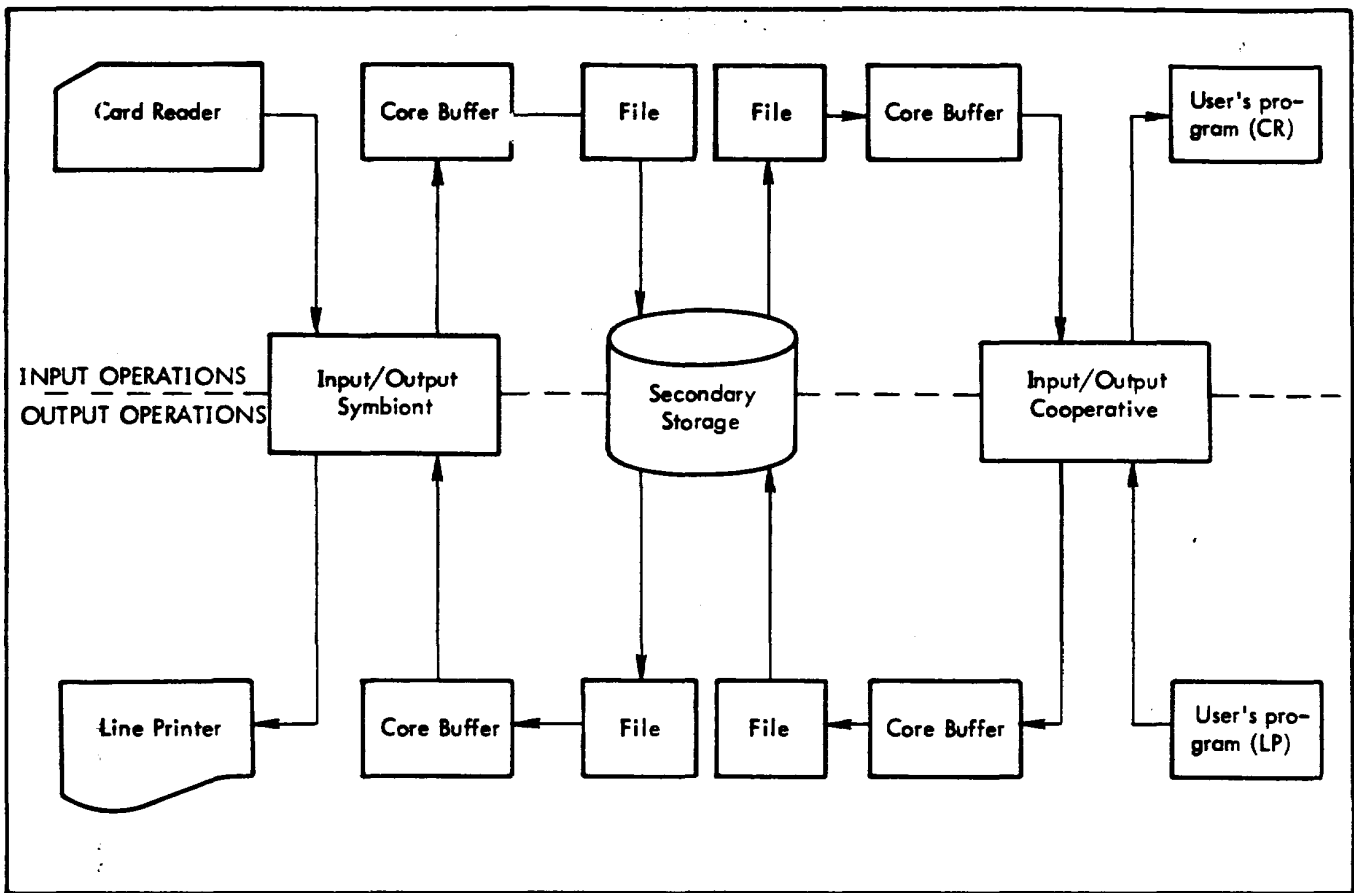 Card Reader
Core Buffer
File
File
Core Buffer
User's pro-
gram (CR)
INPUT OPERATIONS
OUTPUT OPERATIONS
Input/Output
Symbiont
Secondary
Storage
Input/Output
Cooperative
Line Printer
Core Buffer
File
File
Core Buffer
User's pro-
gram (LP)